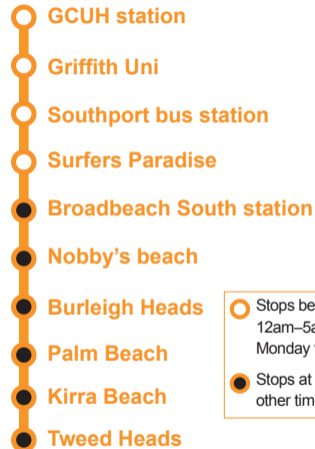 GCUH station
Griffith Uni
Southport bus station
Surfers Paradise
Broadbeach South station
Nobby's beach
Burleigh Heads
Palm Beach
Kirra Beach
Tweed Heads
Stops be
12am–5a
Monday
Stops at
other tim